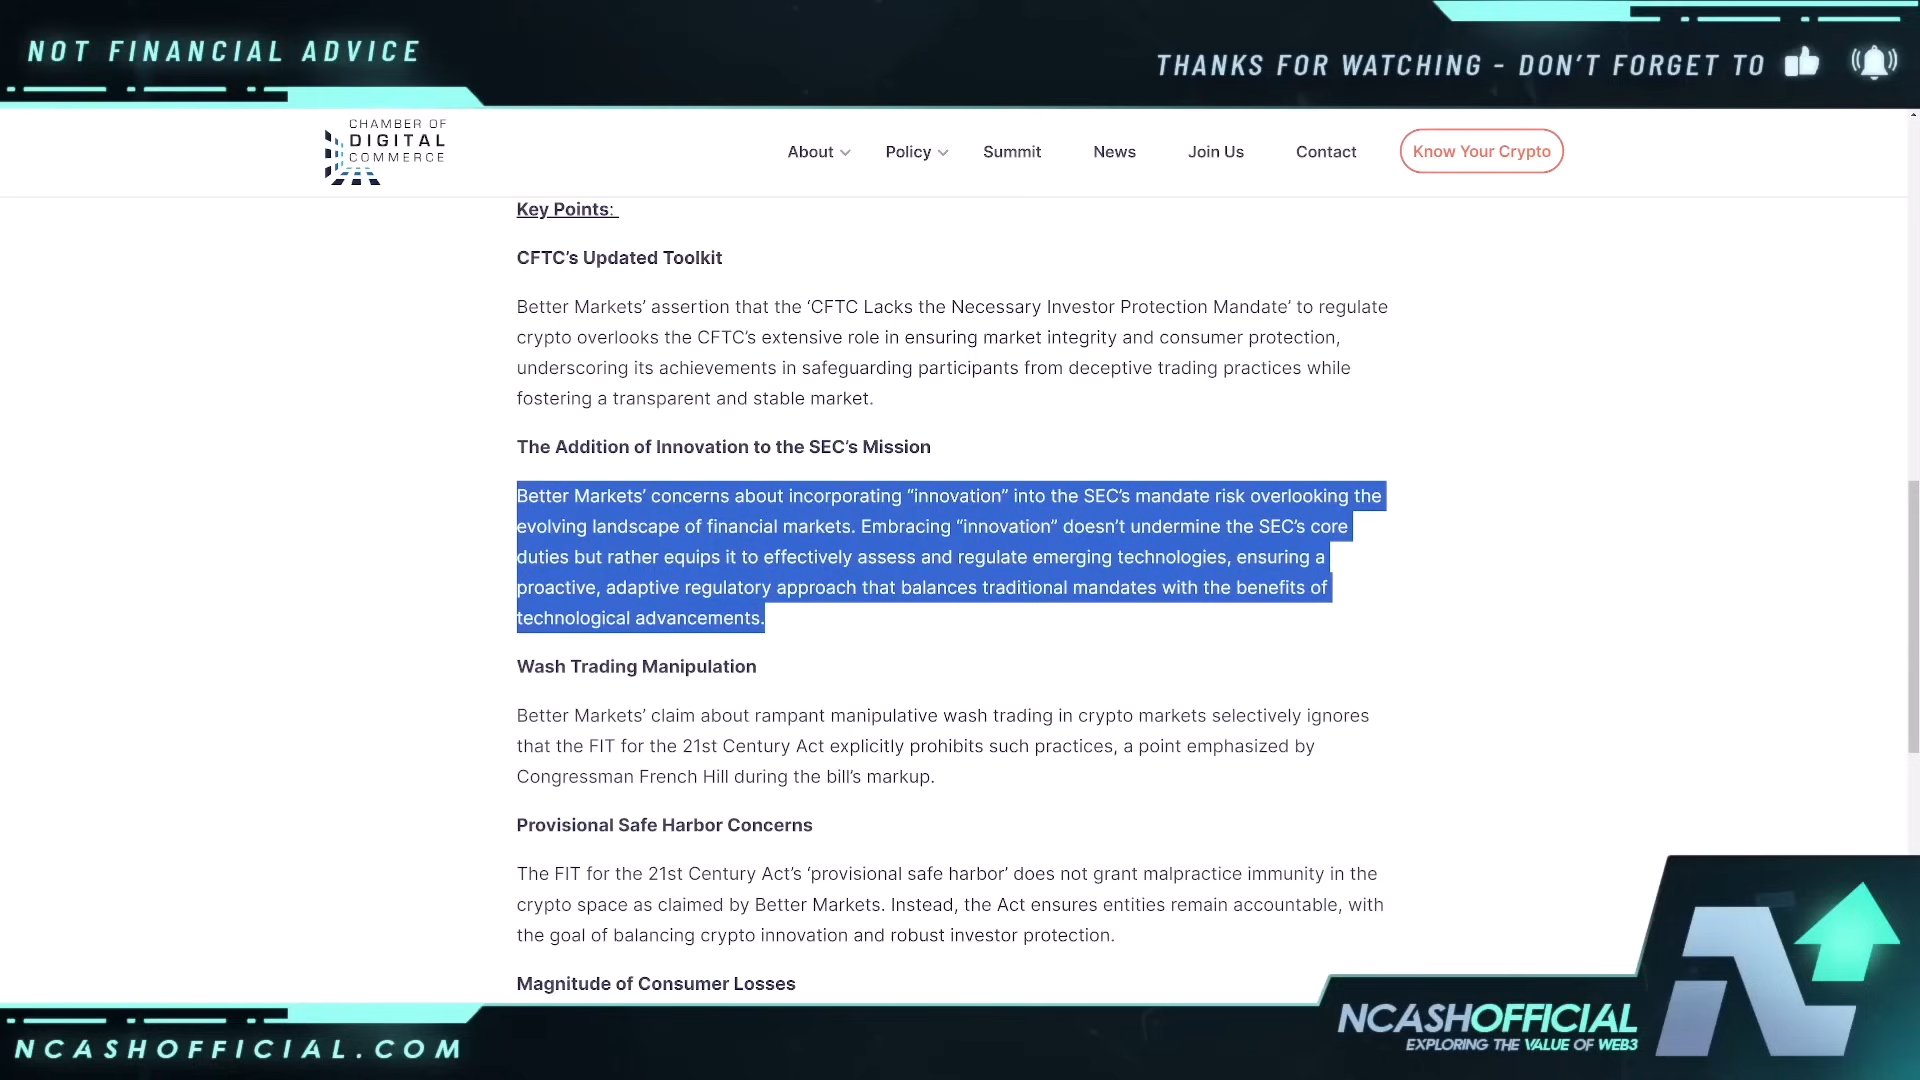 NOT FINANCIAL ADVICE
THANKS FOR WATCHING - DON'T FORGET TO
CHAMBER OF
DIGITAL
COMMERCE
About
Policy
Summit
News
Join Us
Contact
Know Your Crypto
Key Points:
CFTC’s Updated Toolkit
Better Markets’ assertion that the ‘CFTC Lacks the Necessary Investor Protection Mandate’ to regulate
crypto overlooks the CFTC’s extensive role in ensuring market integrity and consumer protection,
underscoring its achievements in safeguarding participants from deceptive trading practices while
fostering a transparent and stable market.
The Addition of Innovation to the SEC’s Mission
Better Markets’ concerns about incorporating “innovation” into the SEC’s mandate risk overlooking the
evolving landscape of financial markets. Embracing “innovation” doesn’t undermine the SEC’s core
duties but rather equips it to effectively assess and regulate emerging technologies, ensuring a
proactive, adaptive regulatory approach that balances traditional mandates with the benefits of
technological advancements.
Wash Trading Manipulation
Better Markets’ claim about rampant manipulative wash trading in crypto markets selectively ignores
that the FIT for the 21st Century Act explicitly prohibits such practices, a point emphasized by
Congressman French Hill during the bill’s markup.
Provisional Safe Harbor Concerns
The FIT for the 21st Century Act’s ‘provisional safe harbor’ does not grant malpractice immunity in the
crypto space as claimed by Better Markets. Instead, the Act ensures entities remain accountable, with
the goal of balancing crypto innovation and robust investor protection.
Magnitude of Consumer Losses
NCASHOFFICIAL
EXPLORING THE VALUE OF WEB3
NCASHOFFICIAL.COM